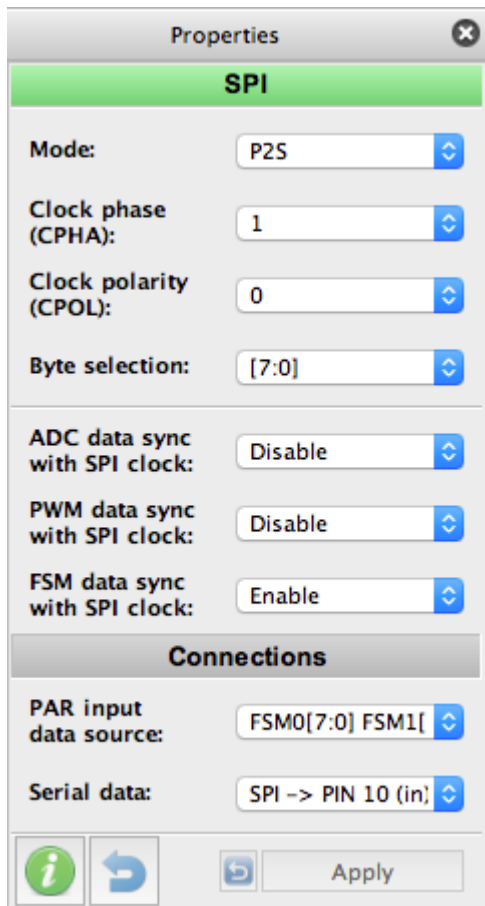 Properties
SPI
Mode: P2S
Clock phase
(CPHA): 1
Clock polarity
(CPOL): 0
Byte selection: [7:0]
ADC data sync
with SPI clock: Disable
PWM data sync
with SPI clock: Disable
FSM data sync
with SPI clock: Enable
Connections
PAR input
data source: FSM0[7:0] FSM1[
Serial data: SPI -> PIN 10 (in)
Apply